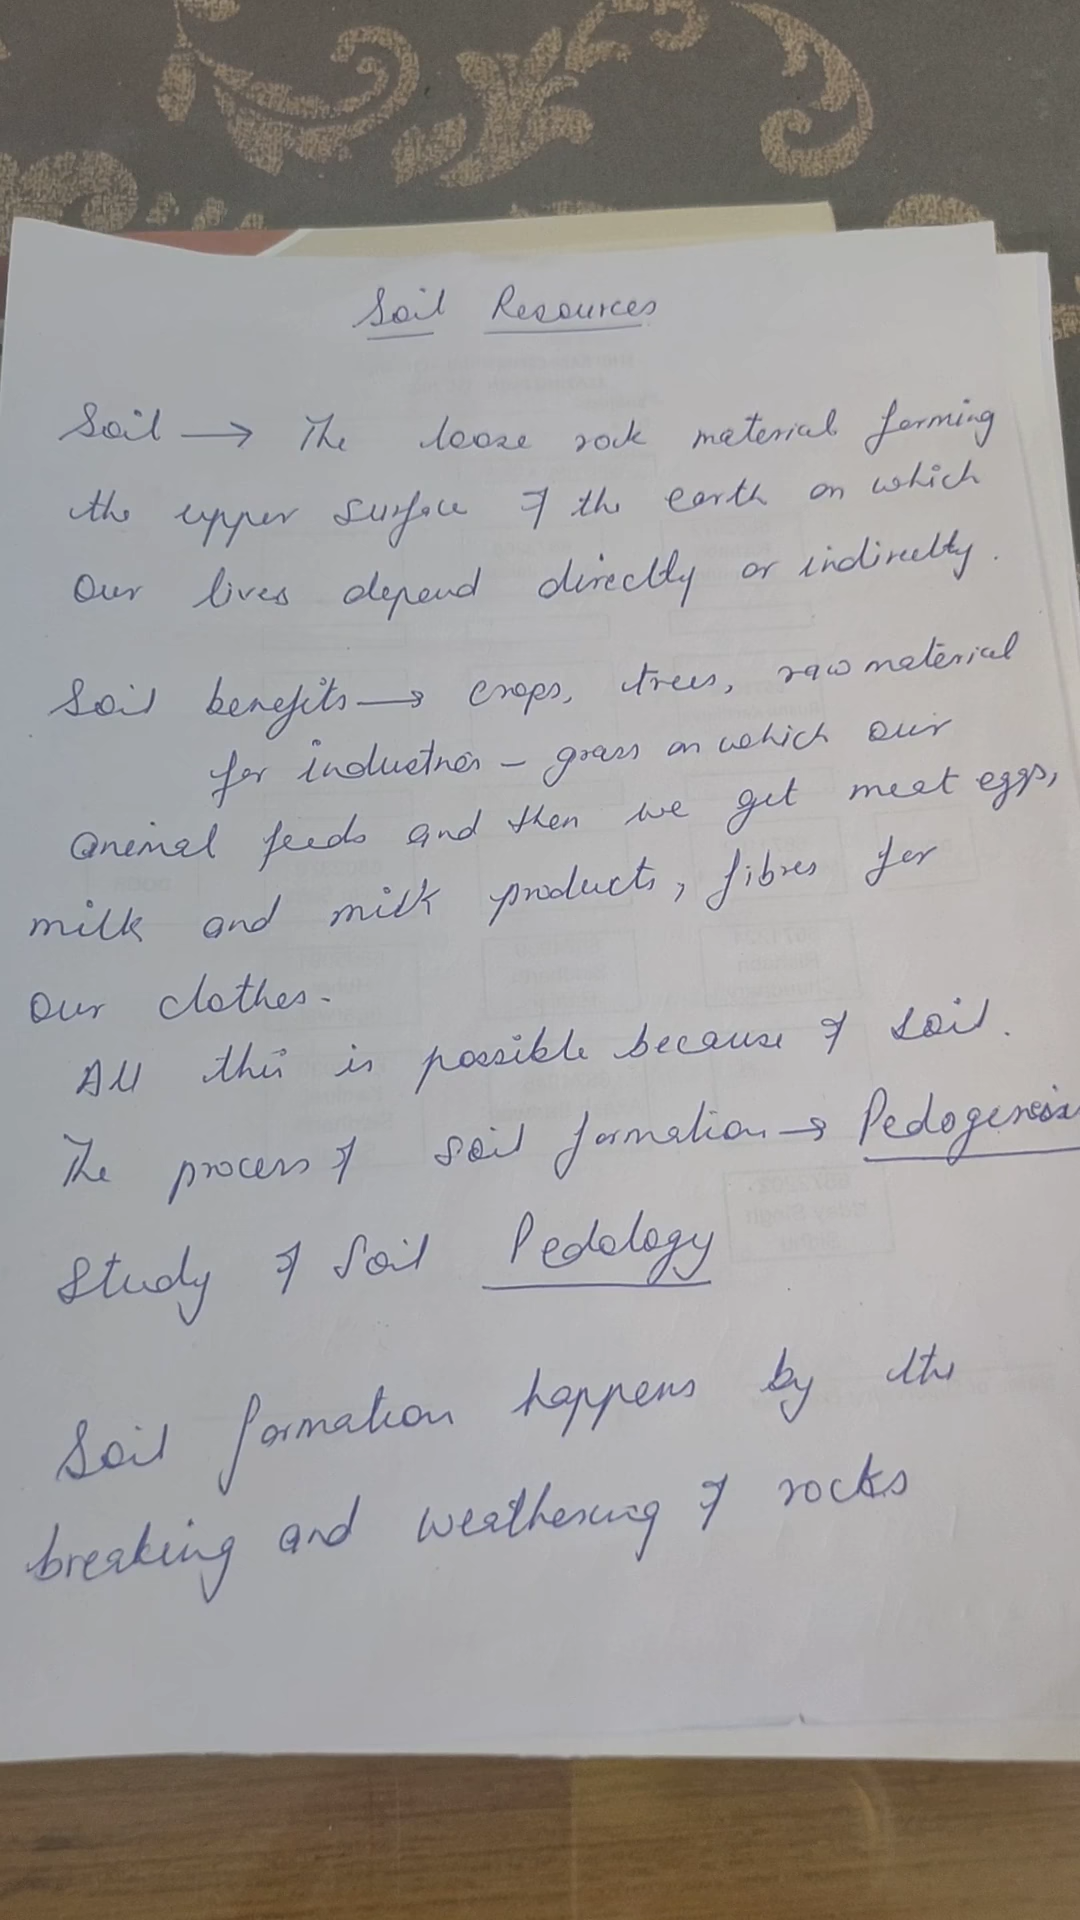 Soil Resources
Soil → The loose rock material forming
the upper surface of the earth on which
Our lives depend directly or indirectly.
Soil benefits → crops, trees, raw material
for industries - grass on which our
animal feeds and then we get meat eggs,
milk and milk products, fibres for
Our clothes.
All this is possible because of soil.
The process of soil formation → Pedogenesis
Study of Soil Pedology
Soil formation happens by the
breaking and weathering of rocks